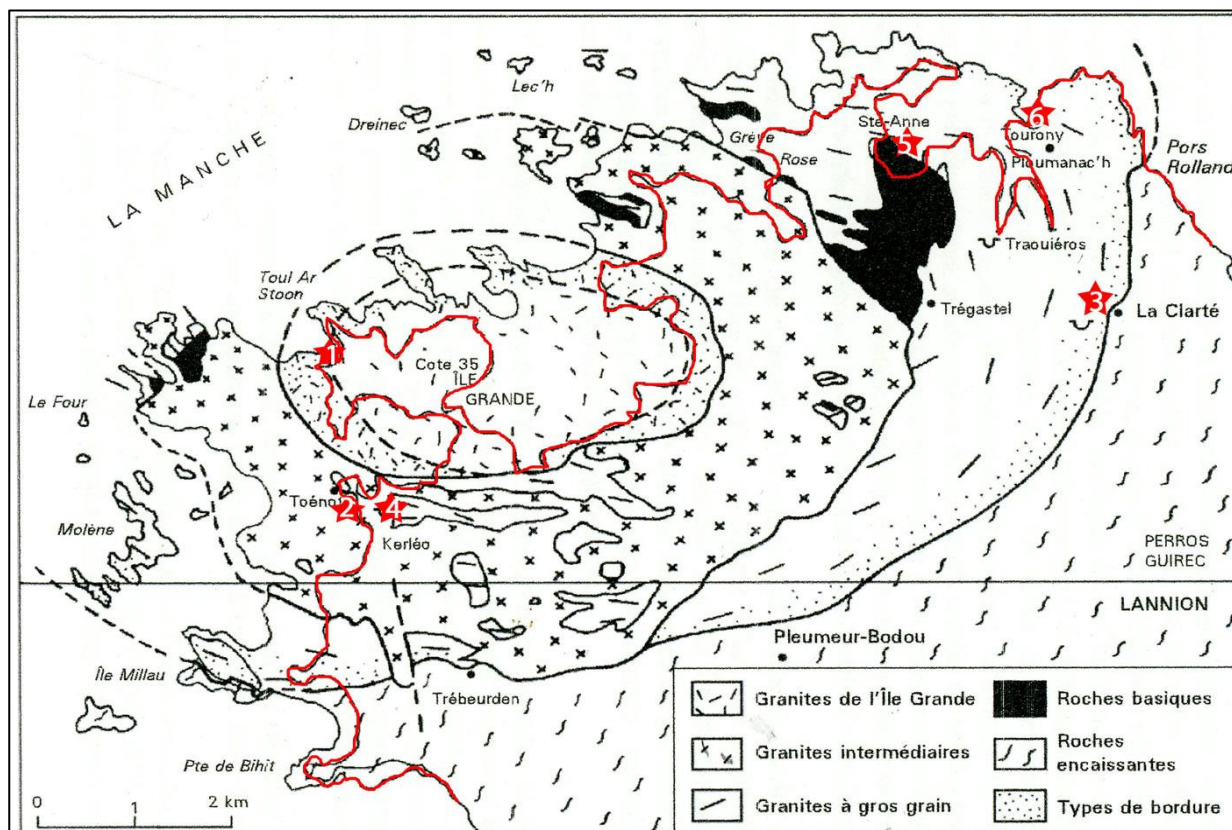 Lec'h
Dreinec
LA MANCHE
Grève
Rose
Ste-Anne
5
6
Tourony
Ploumanac'h
Pors
Rolland
Traouiéros
3
La Clarté
Trégastel
Toul Ar
Stoon
1
Cote 35
ÎLE
GRANDE
Le Four
2
4
Kerléo
Molène
PERROS
GUIREC
LANNION
Pleumeur-Bodou
Île Millau
Trébeurden
Pte de Bihit
0 1 2 km
Granites de l'Île Grande
Roches basiques
Granites intermédiaires
Roches
encaissantes
Granites à gros grain
Types de bordure